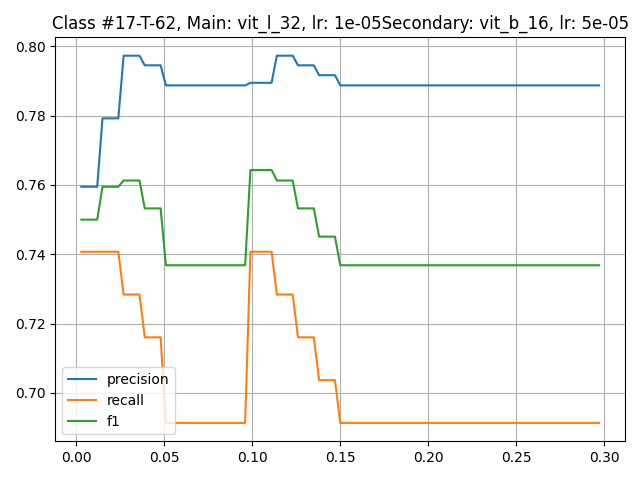 Class #17-T-62, Main: vit_l_32, lr: 1e-05Secondary: vit_b_16, lr: 5e-05
0.80
0.78
0.76
0.74
0.72
0.70
precision
recall
f1
0.00 0.05 0.10 0.15 0.20 0.25 0.30